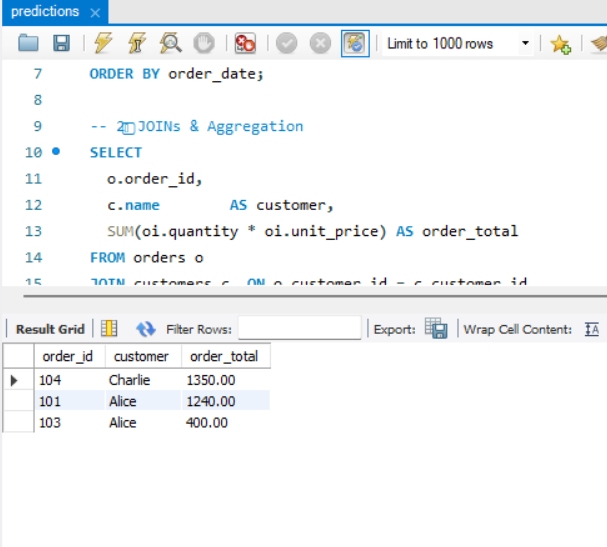 predictions
Limit to 1000 rows
7 ORDER BY order_date;
8
9 -- 2 JOINs & Aggregation
10 SELECT
11 o.order_id,
12 c.name AS customer,
13 SUM(oi.quantity * oi.unit_price) AS order_total
14 FROM orders o
15 JOIN customers c ON o.customer_id = c.customer_id
Result Grid Filter Rows: Export: Wrap Cell Content:
order_id customer order_total
104 Charlie 1350.00
101 Alice 1240.00
103 Alice 400.00